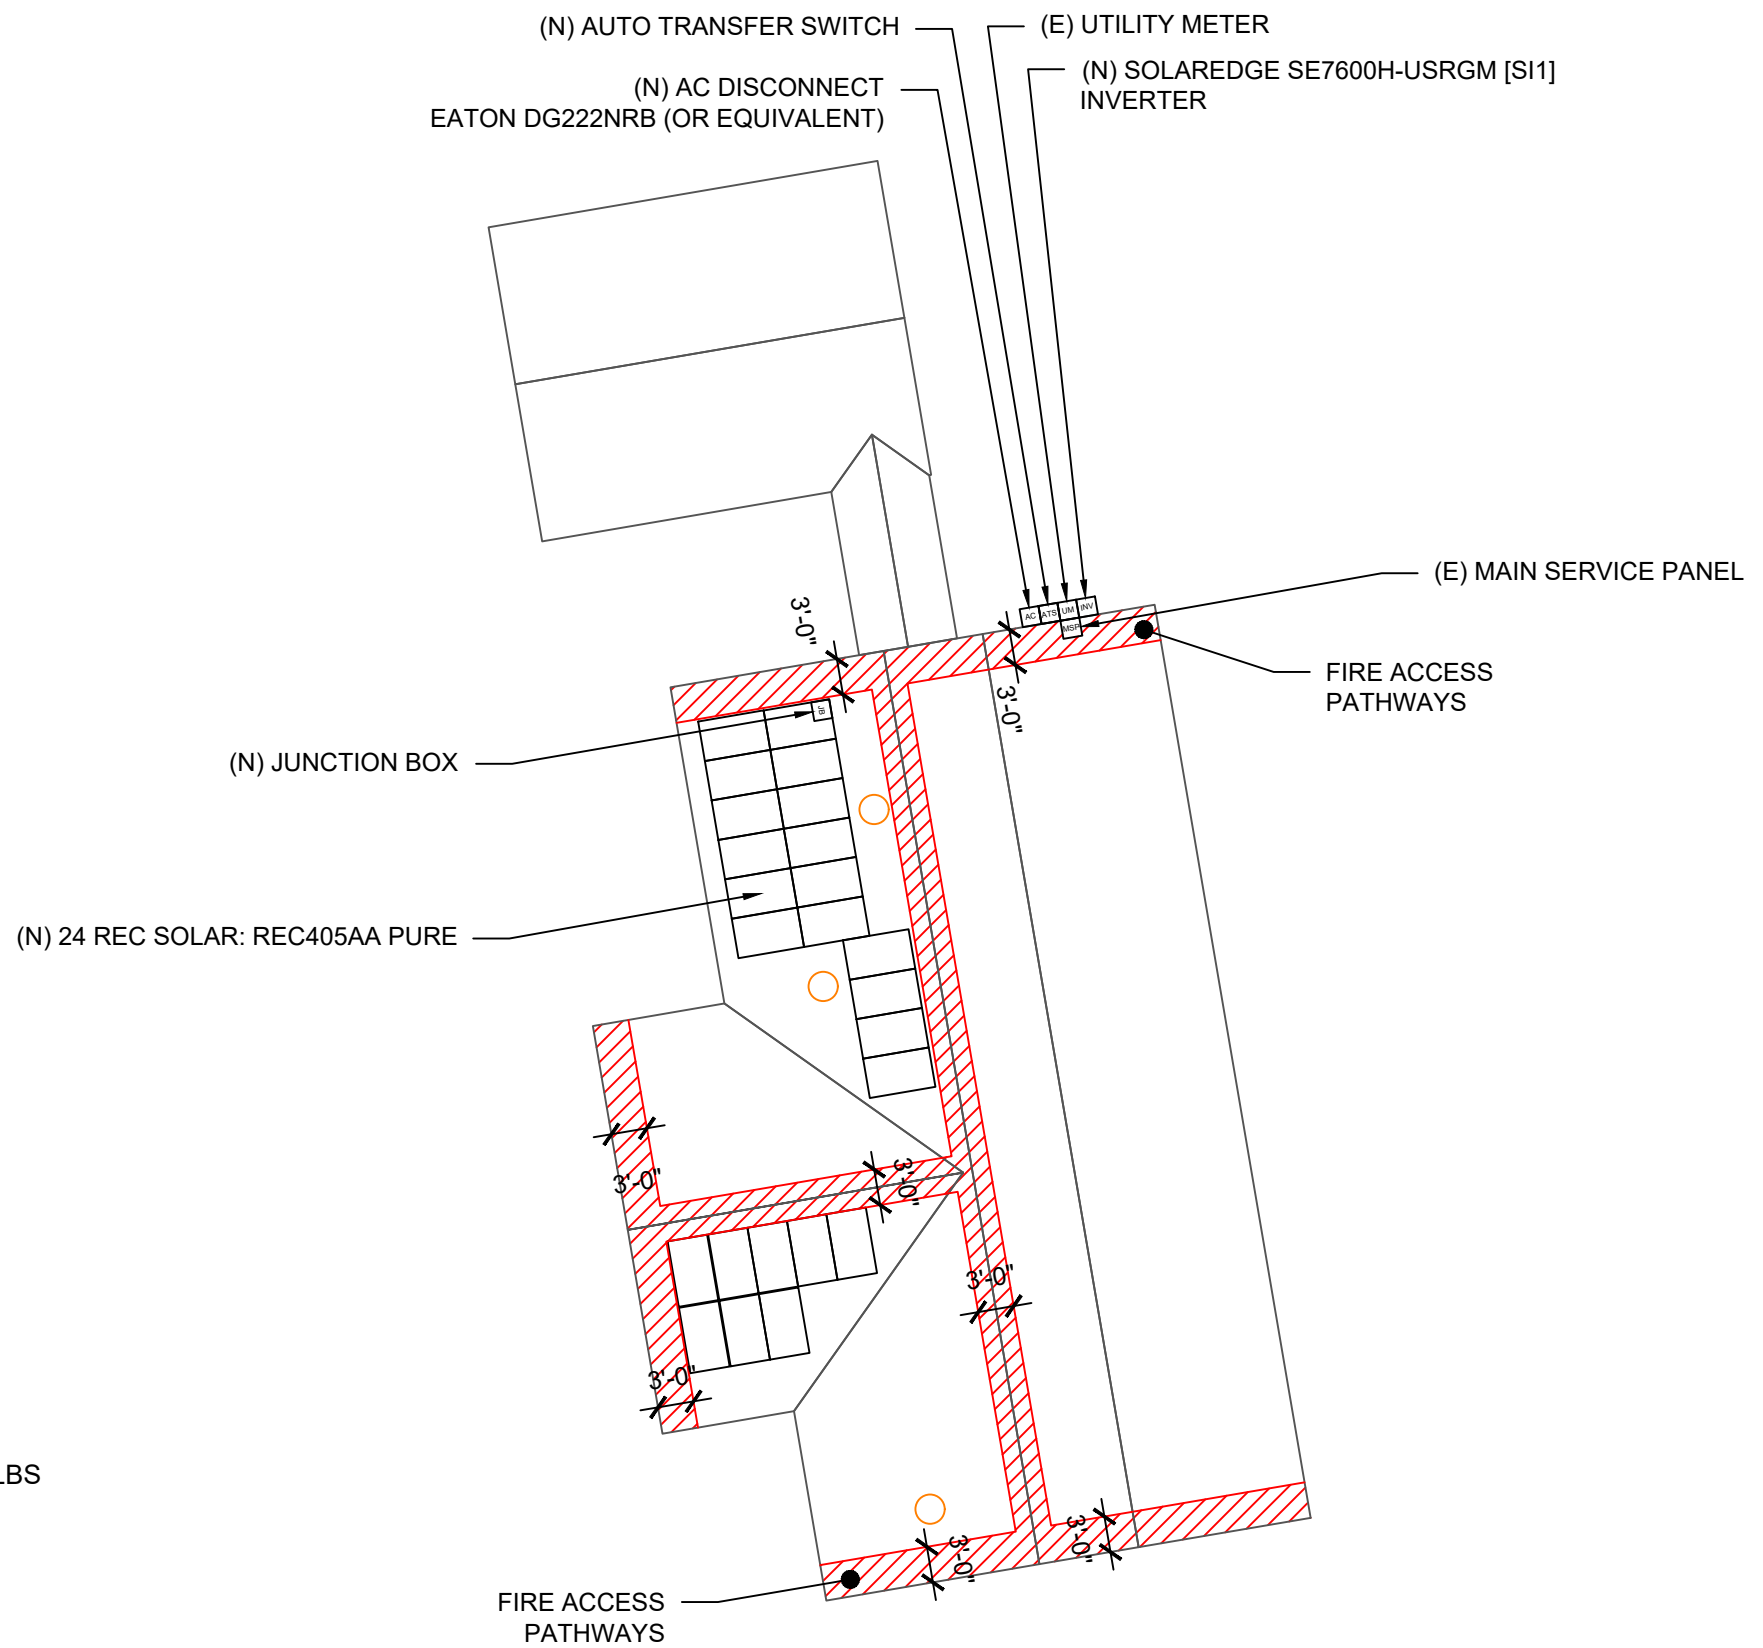 (N) AUTO TRANSFER SWITCH
(E) UTILITY METER
(N) SOLAREDGE SE7600H-USRGM [SI1]
INVERTER
(N) AC DISCONNECT
EATON DG222NRB (OR EQUIVALENT)
(E) MAIN SERVICE PANEL
AC
ATS
UM
INV
MSP
3'-0"
FIRE ACCESS
PATHWAYS
3'-0"
JB
(N) JUNCTION BOX
(N) 24 REC SOLAR: REC405AA PURE
3'-0"
3'-0"
3'-0"
3'-0"
LBS
3'-0"
3'-0"
FIRE ACCESS
PATHWAYS